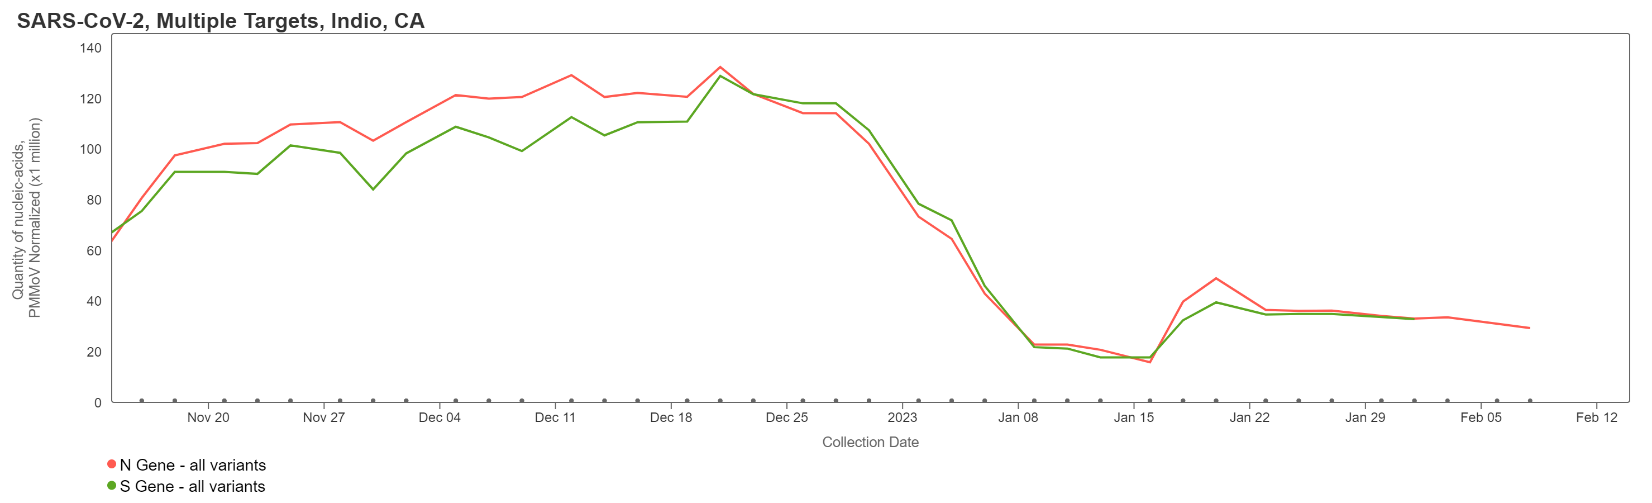 SARS-CoV-2, Multiple Targets, Indio, CA
Quantity of nucleic-acids,
PMMoV Normalized (x1 million)
140
120
100
80
60
40
20
0
Nov 20 Nov 27 Dec 04 Dec 11 Dec 18 Dec 25 2023 Jan 08 Jan 15 Jan 22 Jan 29 Feb 05 Feb 12
Collection Date
N Gene - all variants
S Gene - all variants